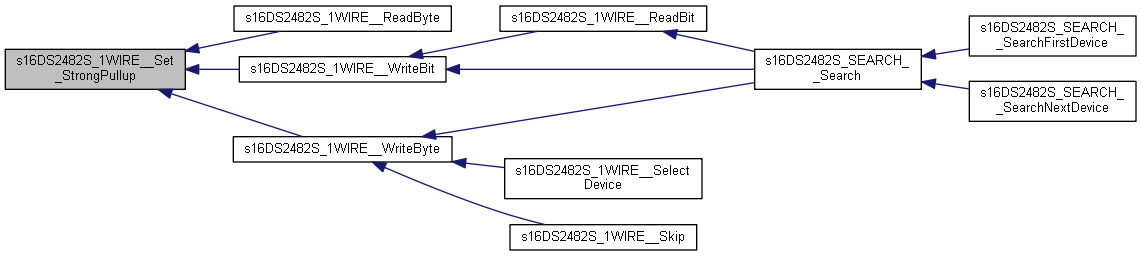 s16DS2482S_1WIRE__Set
_StrongPullup
s16DS2482S_1WIRE__ReadByte
s16DS2482S_1WIRE__WriteBit
s16DS2482S_1WIRE__WriteByte
s16DS2482S_1WIRE__ReadBit
s16DS2482S_1WIRE__Select
Device
s16DS2482S_1WIRE__Skip
s16DS2482S_SEARCH_
_Search
s16DS2482S_SEARCH_
_SearchFirstDevice
s16DS2482S_SEARCH_
_SearchNextDevice